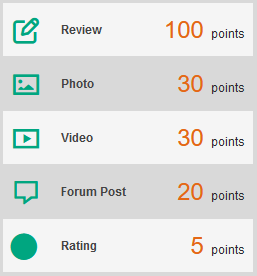 Review 100 points
Photo 30 points
Video 30 points
Forum Post 20 points
Rating 5 points